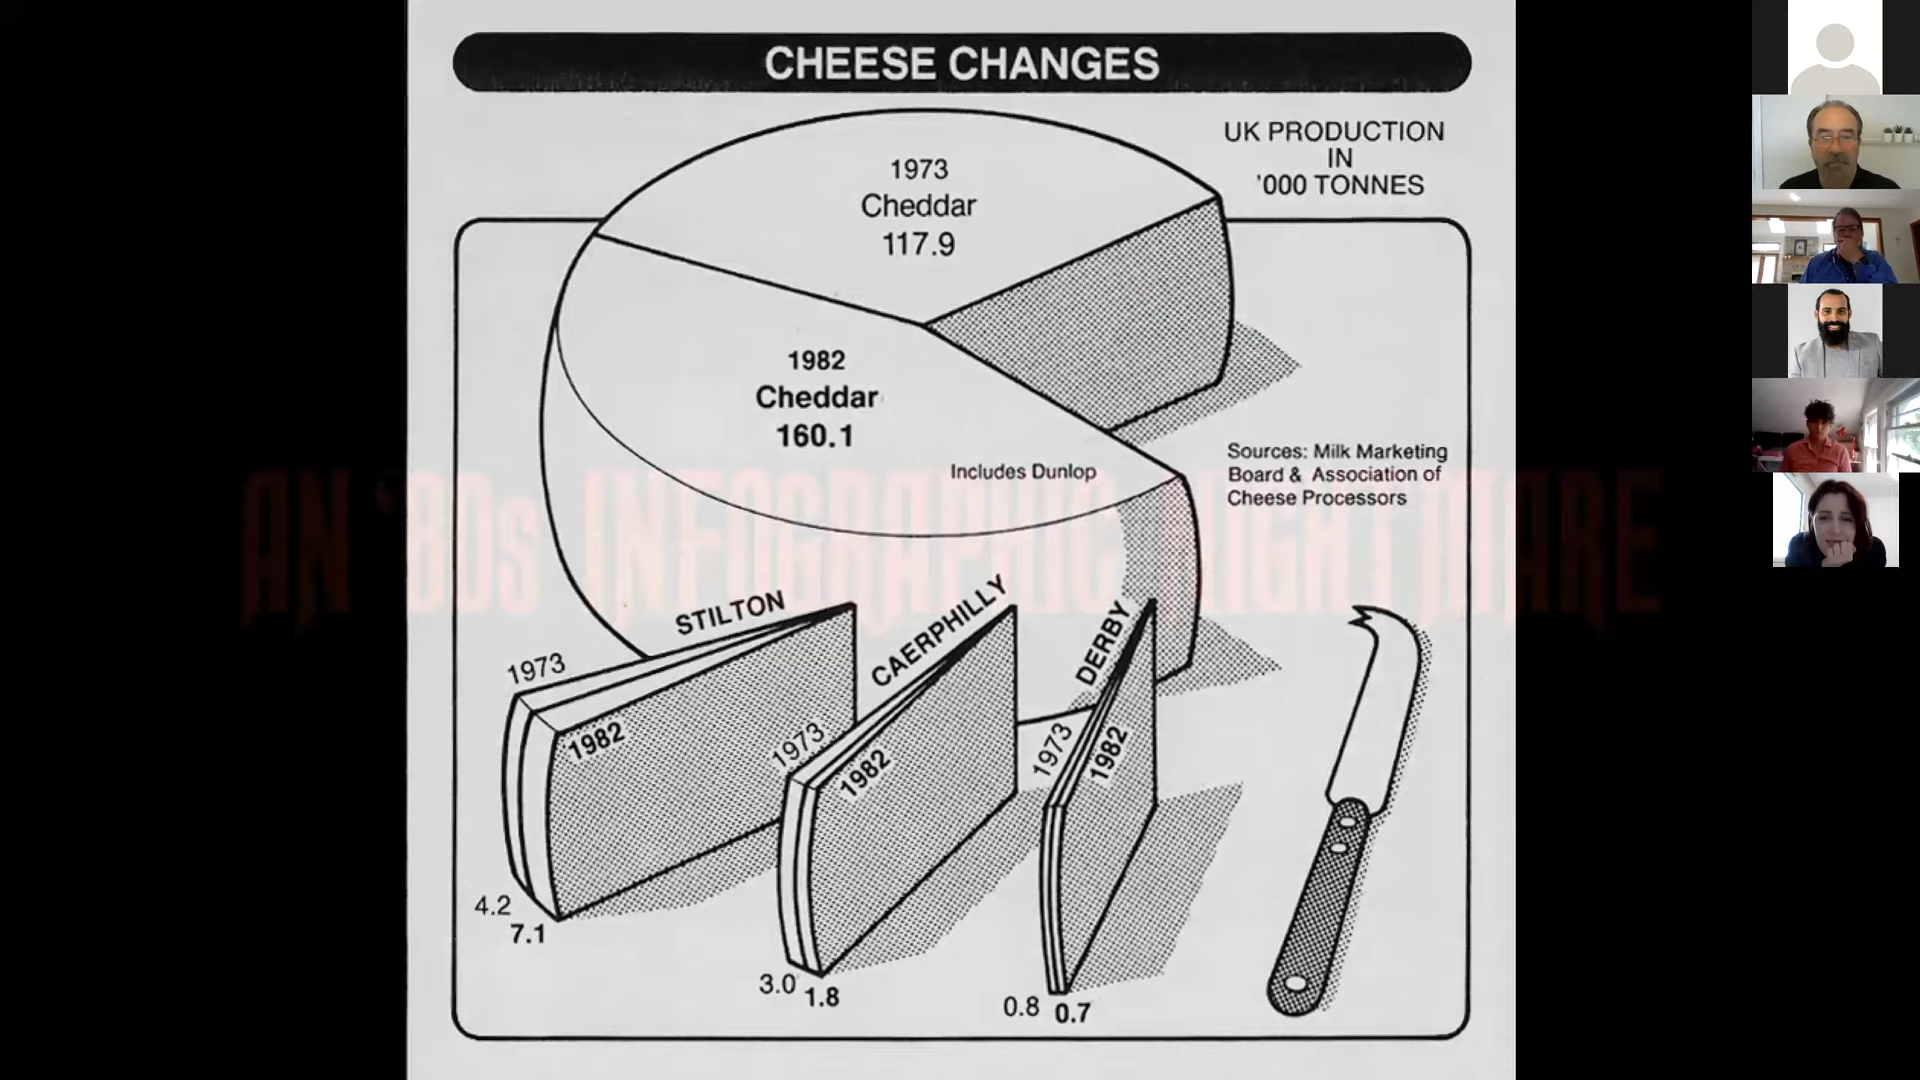 CHEESE CHANGES
UK PRODUCTION
IN
'000 TONNES
1973
Cheddar
117.9
1982
Cheddar
160.1
Includes Dunlop
Sources: Milk Marketing
Board & Association of
Cheese Processors
AN '80s INFOGRAPHIC NIGHTMARE
STILTON
1973
1982
4.2
7.1
CAERPHILLY
1973
1982
3.0
1.8
DERBY
1973
1982
0.8
0.7